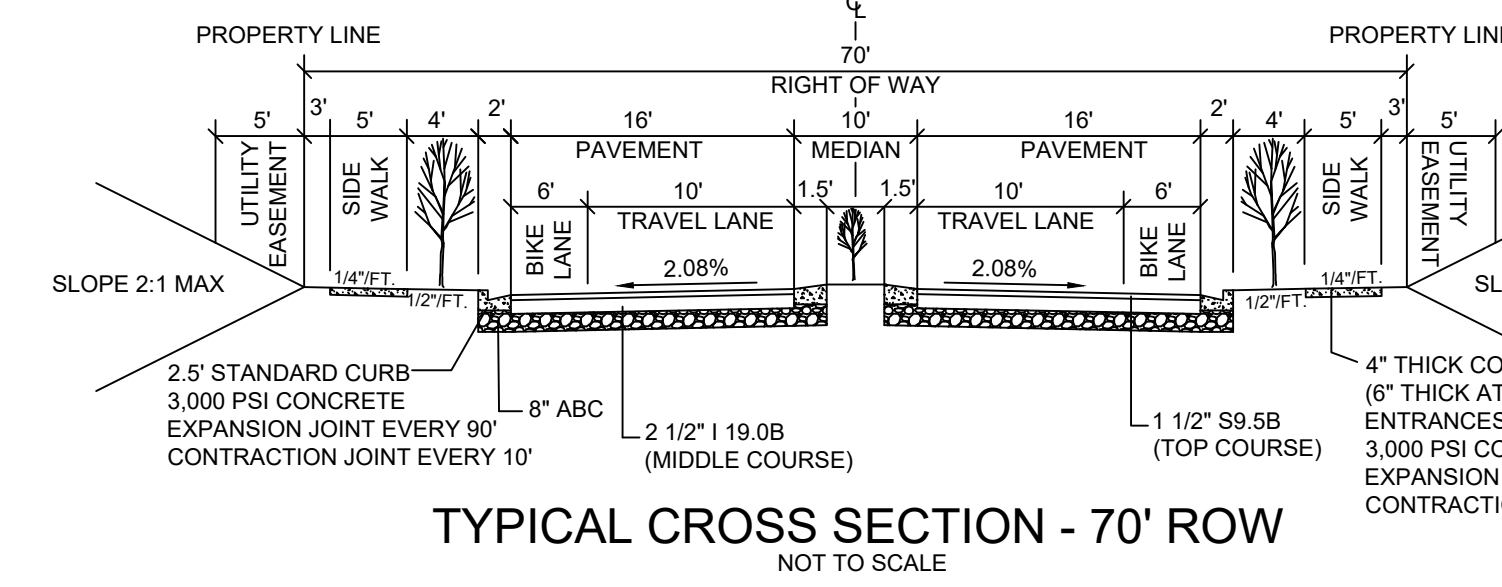 ℄
PROPERTY LINE
PROPERTY LINE
70'
RIGHT OF WAY
5' 3' 5' 4' 2' 16' 10' 16' 2' 4' 5' 3' 5'
PAVEMENT MEDIAN PAVEMENT
UTILITY
EASEMENT
SIDE
WALK
6' 10' 1.5' 1.5' 10' 6'
BIKE
LANE
TRAVEL LANE
TRAVEL LANE
BIKE
LANE
SIDE
WALK
UTILITY
EASEMENT
2.08%
2.08%
SLOPE 2:1 MAX
1/4"/FT.
1/2"/FT.
1/4"/FT.
1/2"/FT.
SL
2.5' STANDARD CURB
3,000 PSI CONCRETE
EXPANSION JOINT EVERY 90'
CONTRACTION JOINT EVERY 10'
8" ABC
2 1/2" I 19.0B
(MIDDLE COURSE)
1 1/2" S9.5B
(TOP COURSE)
4" THICK CO
(6" THICK AT
ENTRANCES
3,000 PSI CO
EXPANSION
CONTRACTI
TYPICAL CROSS SECTION - 70' ROW
NOT TO SCALE